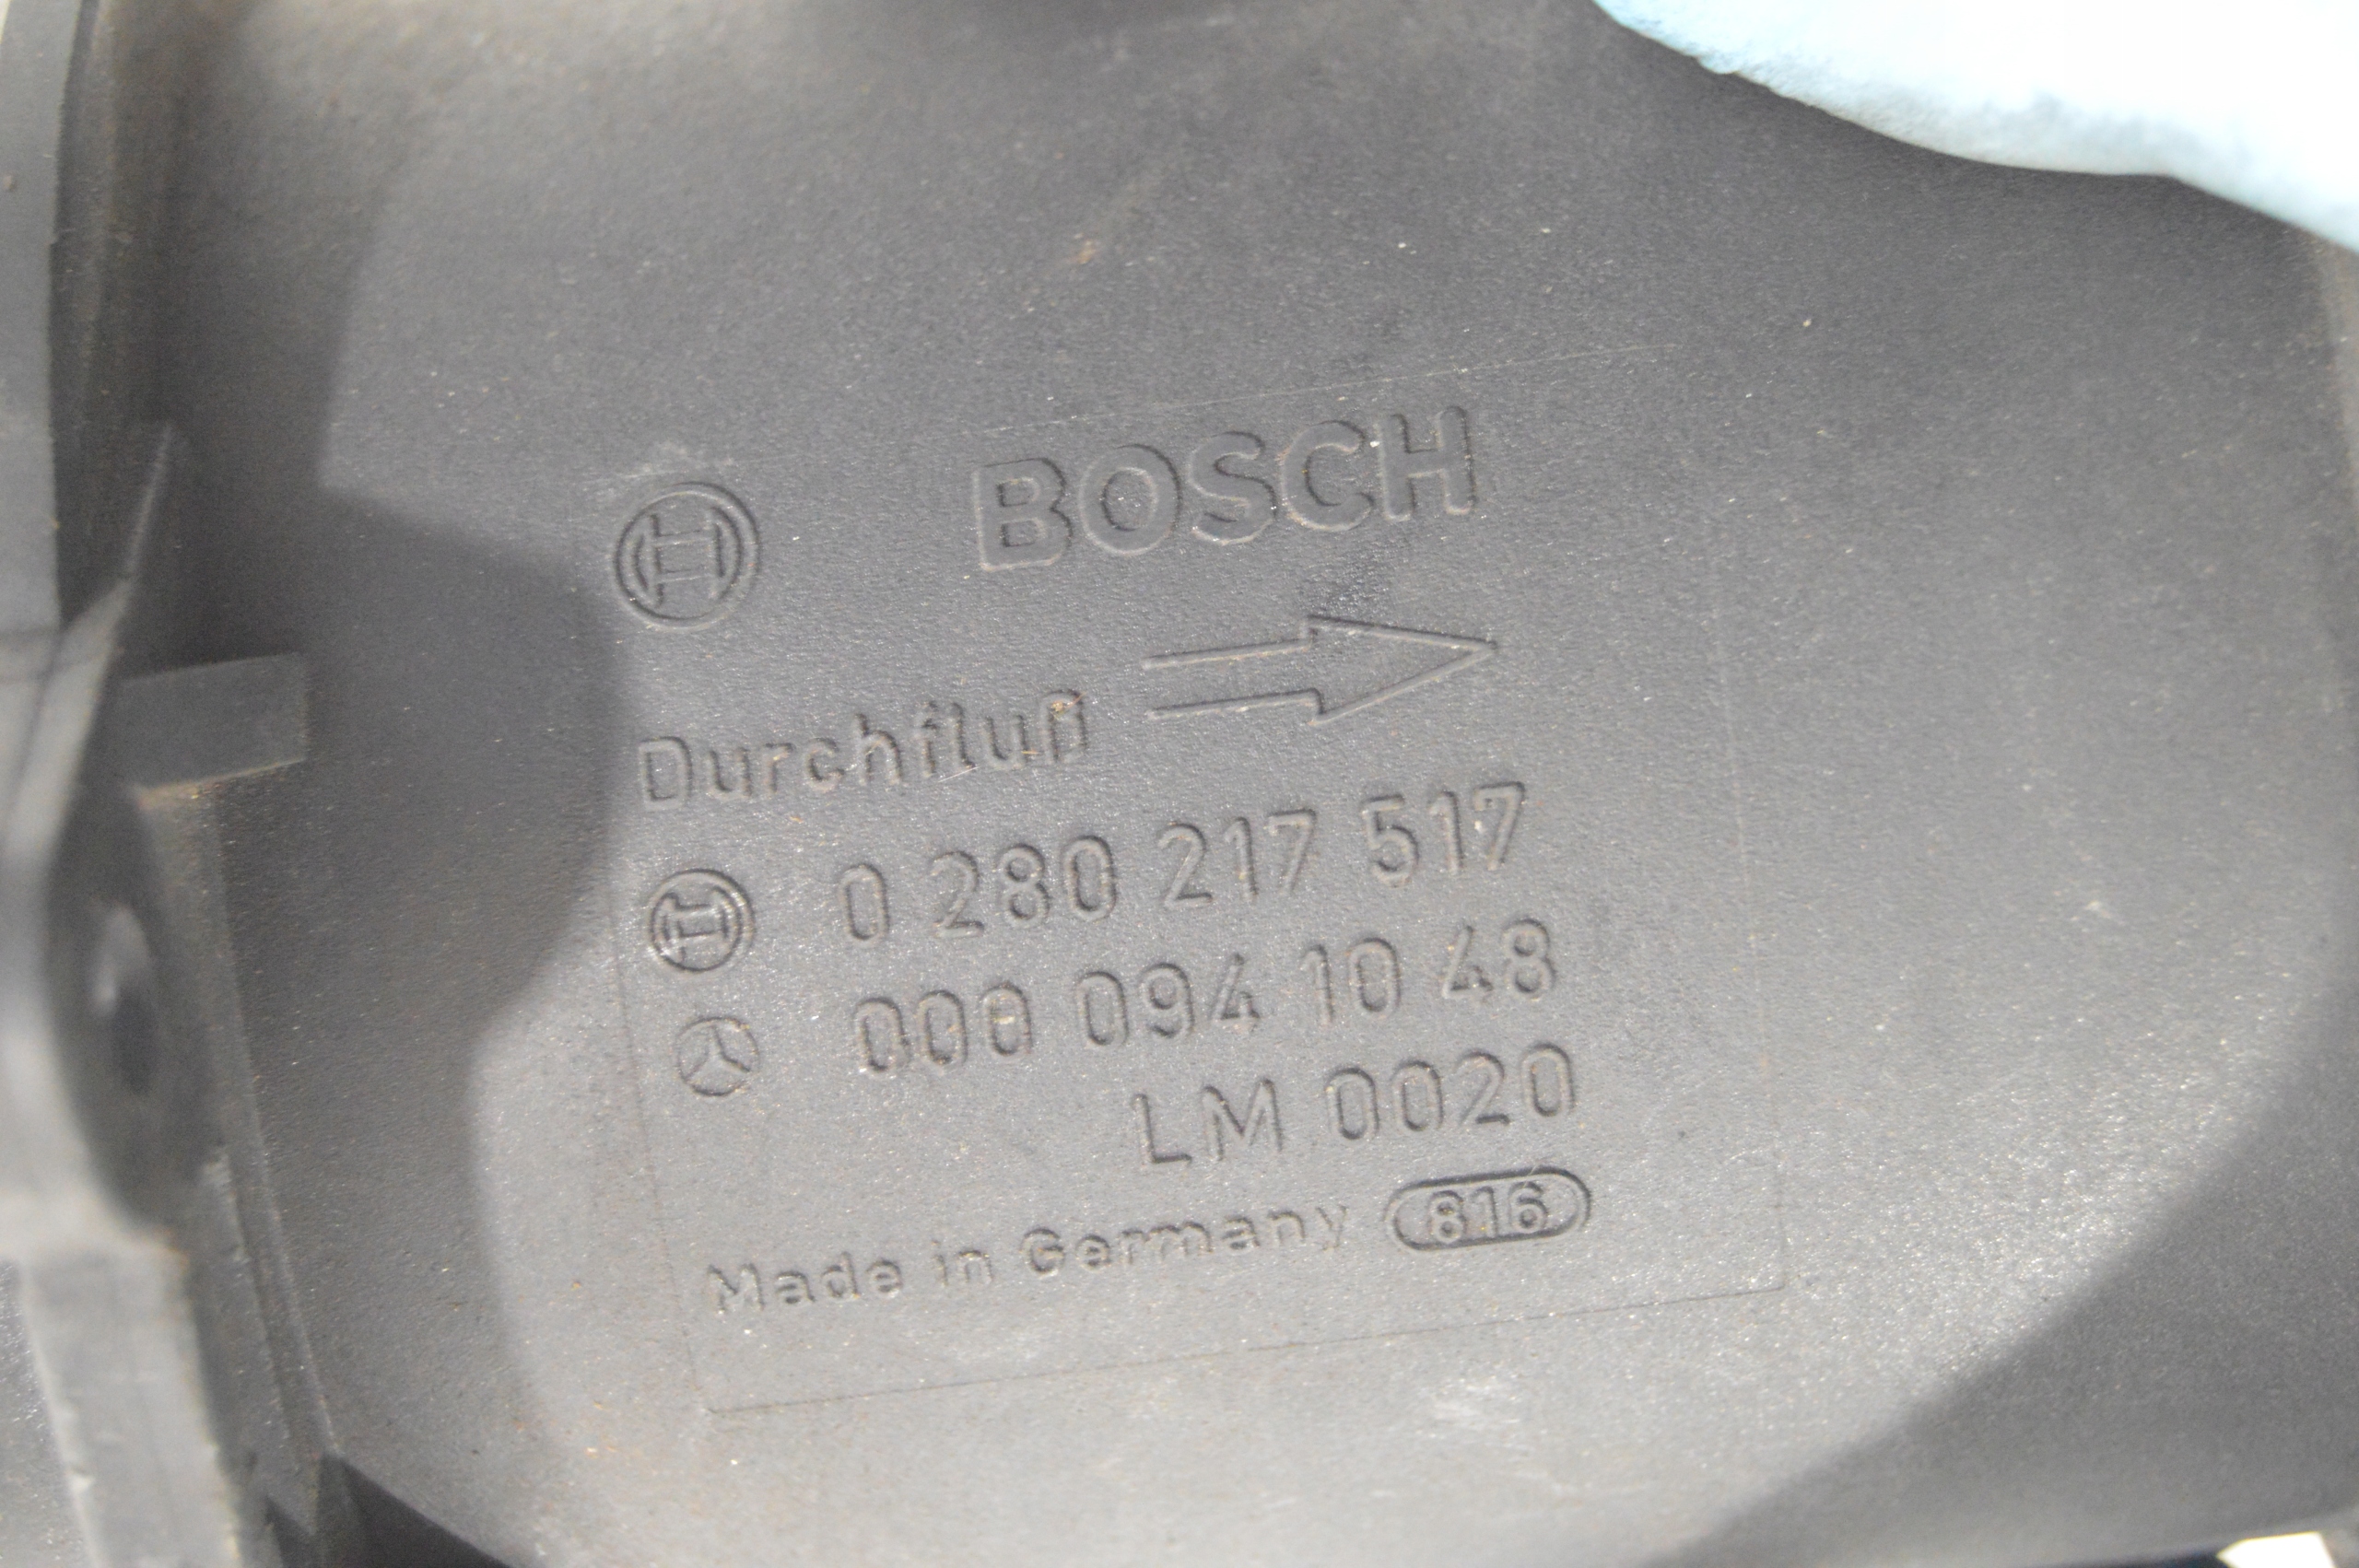 BOSCH
Durchfluß
0 280 217 517
000 094 10 48
LM 0020
Made in Germany 816